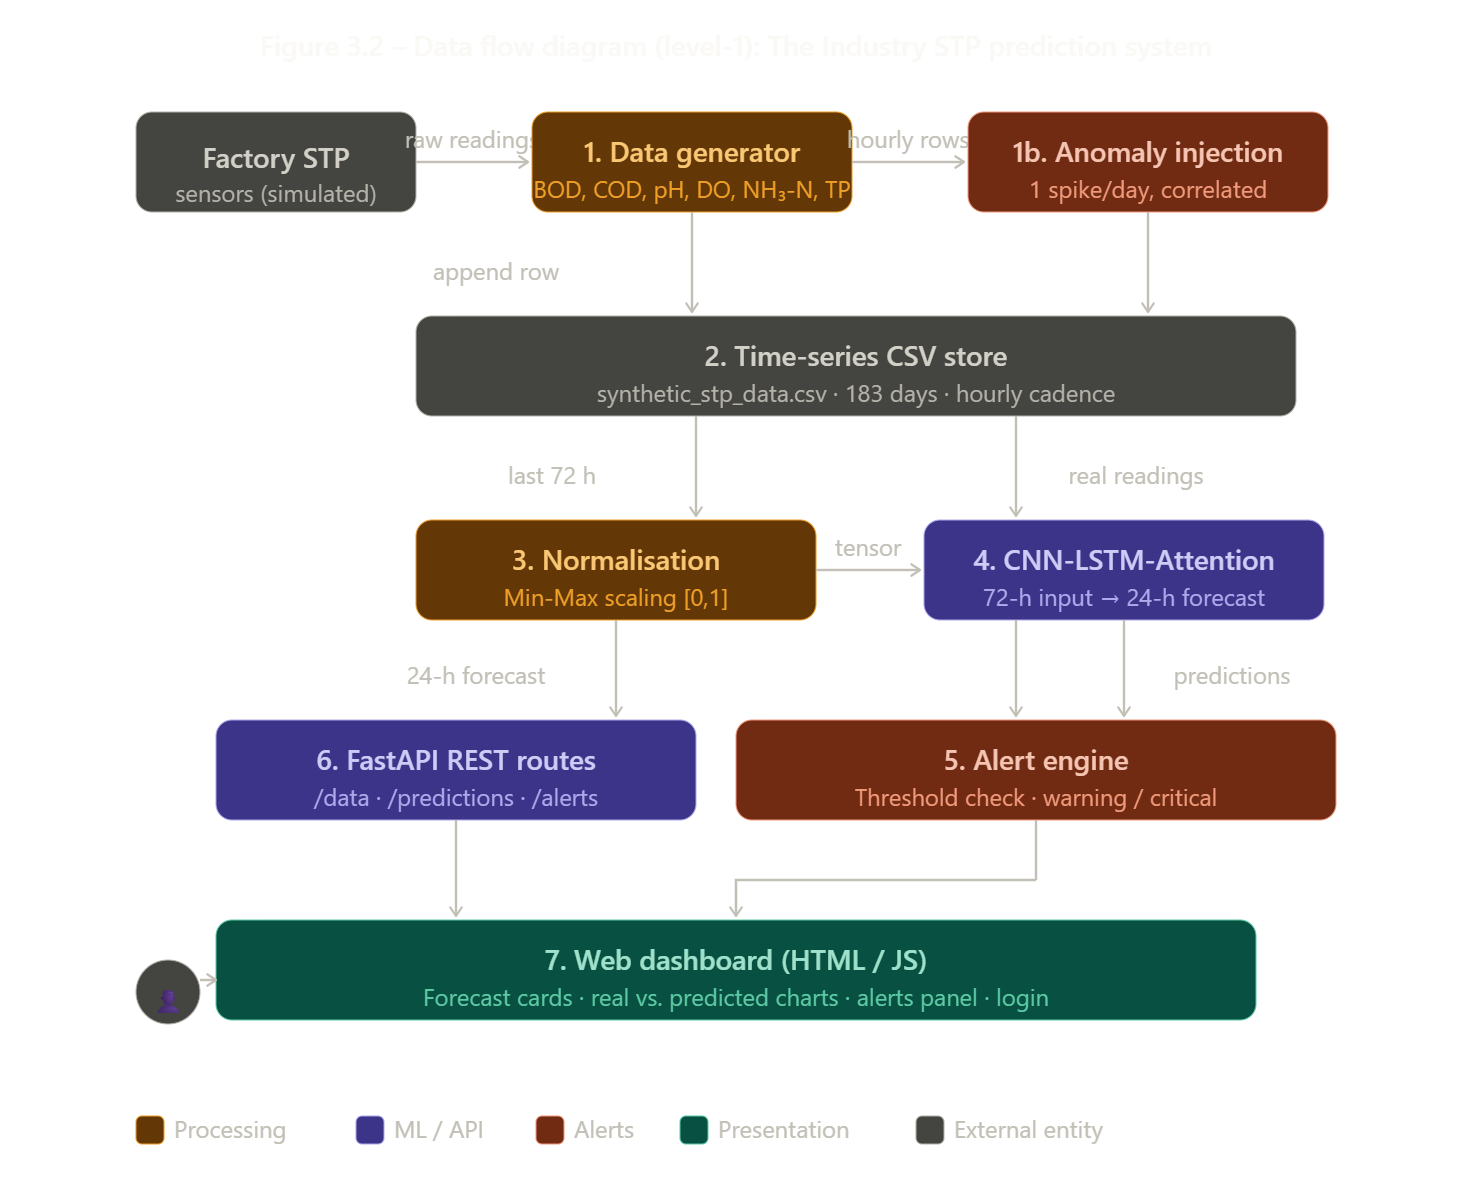 Figure 3.2 – Data flow diagram (level-1): The Industry STP prediction system
Factory STP
sensors (simulated)
raw readings
1. Data generator
BOD, COD, pH, DO, NH₃-N, TP
hourly rows
1b. Anomaly injection
1 spike/day, correlated
append row
2. Time-series CSV store
synthetic_stp_data.csv · 183 days · hourly cadence
last 72 h
real readings
3. Normalisation
Min-Max scaling [0,1]
tensor
4. CNN-LSTM-Attention
72-h input → 24-h forecast
24-h forecast
predictions
6. FastAPI REST routes
/data · /predictions · /alerts
5. Alert engine
Threshold check · warning / critical
7. Web dashboard (HTML / JS)
Forecast cards · real vs. predicted charts · alerts panel · login
Processing
ML / API
Alerts
Presentation
External entity